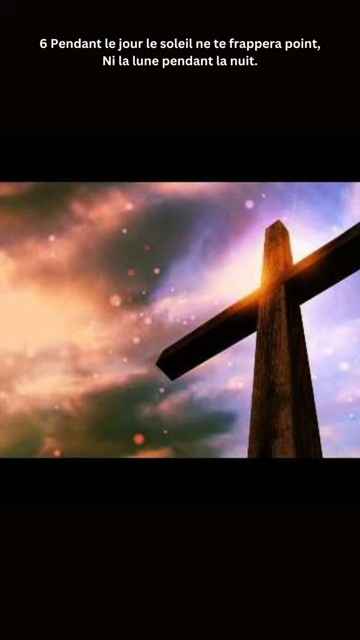 6 Pendant le jour le soleil ne te frappera point,
Ni la lune pendant la nuit.